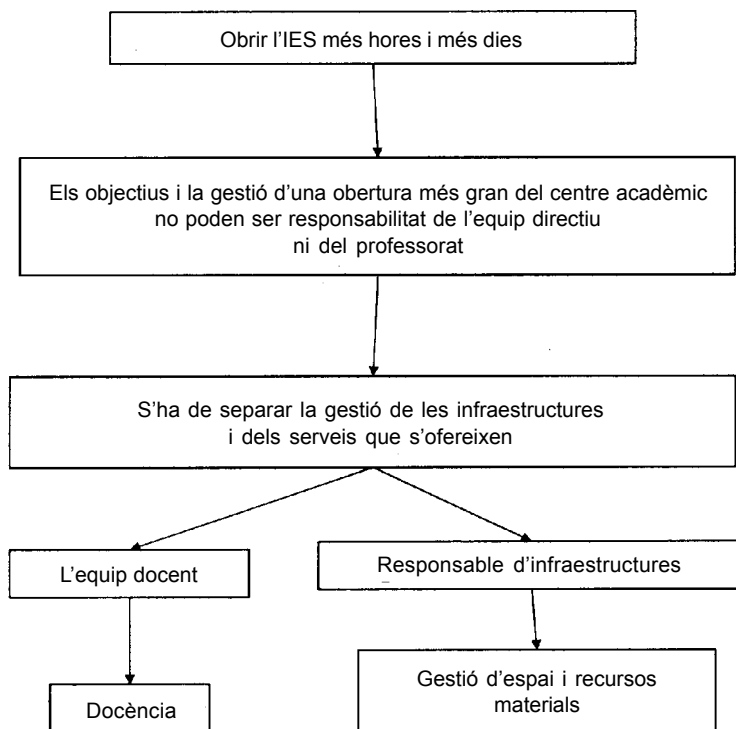 Obrir l'IES més hores i més dies
Els objectius i la gestió d'una obertura més gran del centre acadèmic
no poden ser responsabilitat de l'equip directiu
ni del professorat
S'ha de separar la gestió de les infraestructures
i dels serveis que s'ofereixen
L'equip docent
Responsable d'infraestructures
Docència
Gestió d'espai i recursos
materials